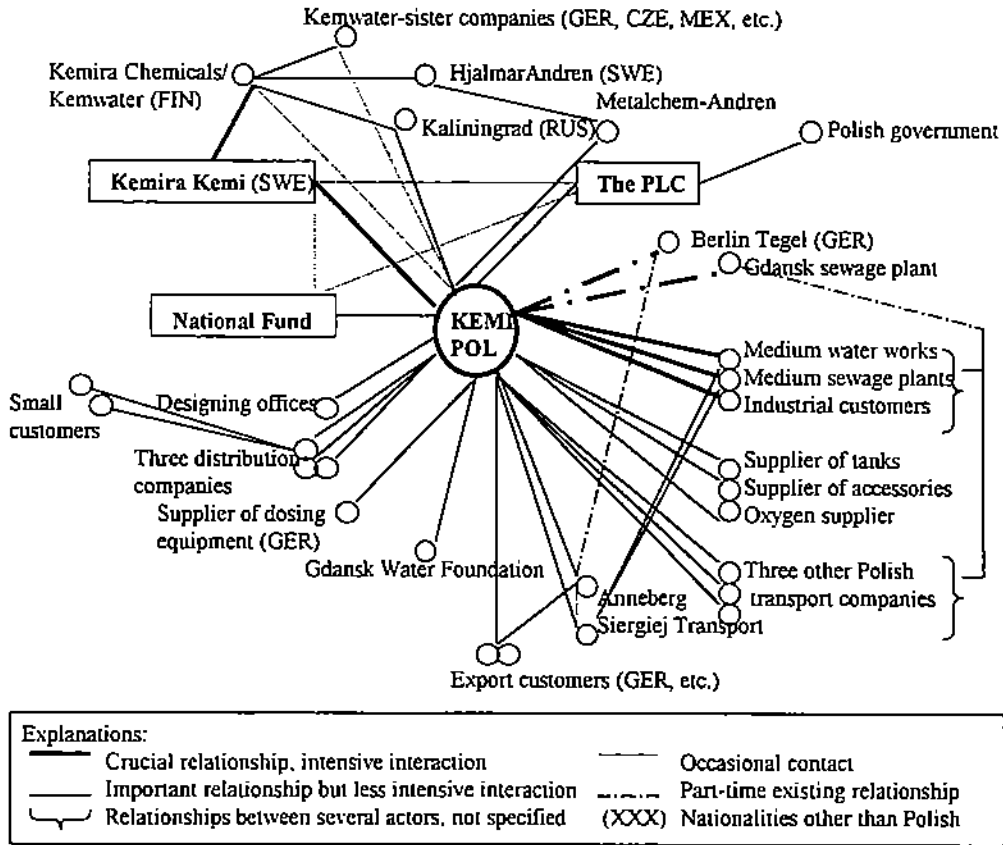 Kemwater-sister companies (GER, CZE, MEX, etc.)
Kemira Chemicals/
Kemwater (FIN)
HjalmarAndren (SWE)
Metalchem-Andren
Kaliningrad (RUS)
Polish government
Kemira Kemi (SWE)
The PLC
Berlin Tegel (GER)
Gdansk sewage plant
National Fund
KEMI
POL
Medium water works
Medium sewage plants
Industrial customers
Small
customers
Designing offices
Three distribution
companies
Supplier of tanks
Supplier of accessories
Oxygen supplier
Supplier of dosing
equipment (GER)
Gdansk Water Foundation
Three other Polish
transport companies
Anneberg
Siergiej Transport
Export customers (GER, etc.)
Explanations:
Crucial relationship, intensive interaction
Occasional contact
Important relationship but less intensive interaction
Part-time existing relationship
Relationships between several actors, not specified
(XXX) Nationalities other than Polish